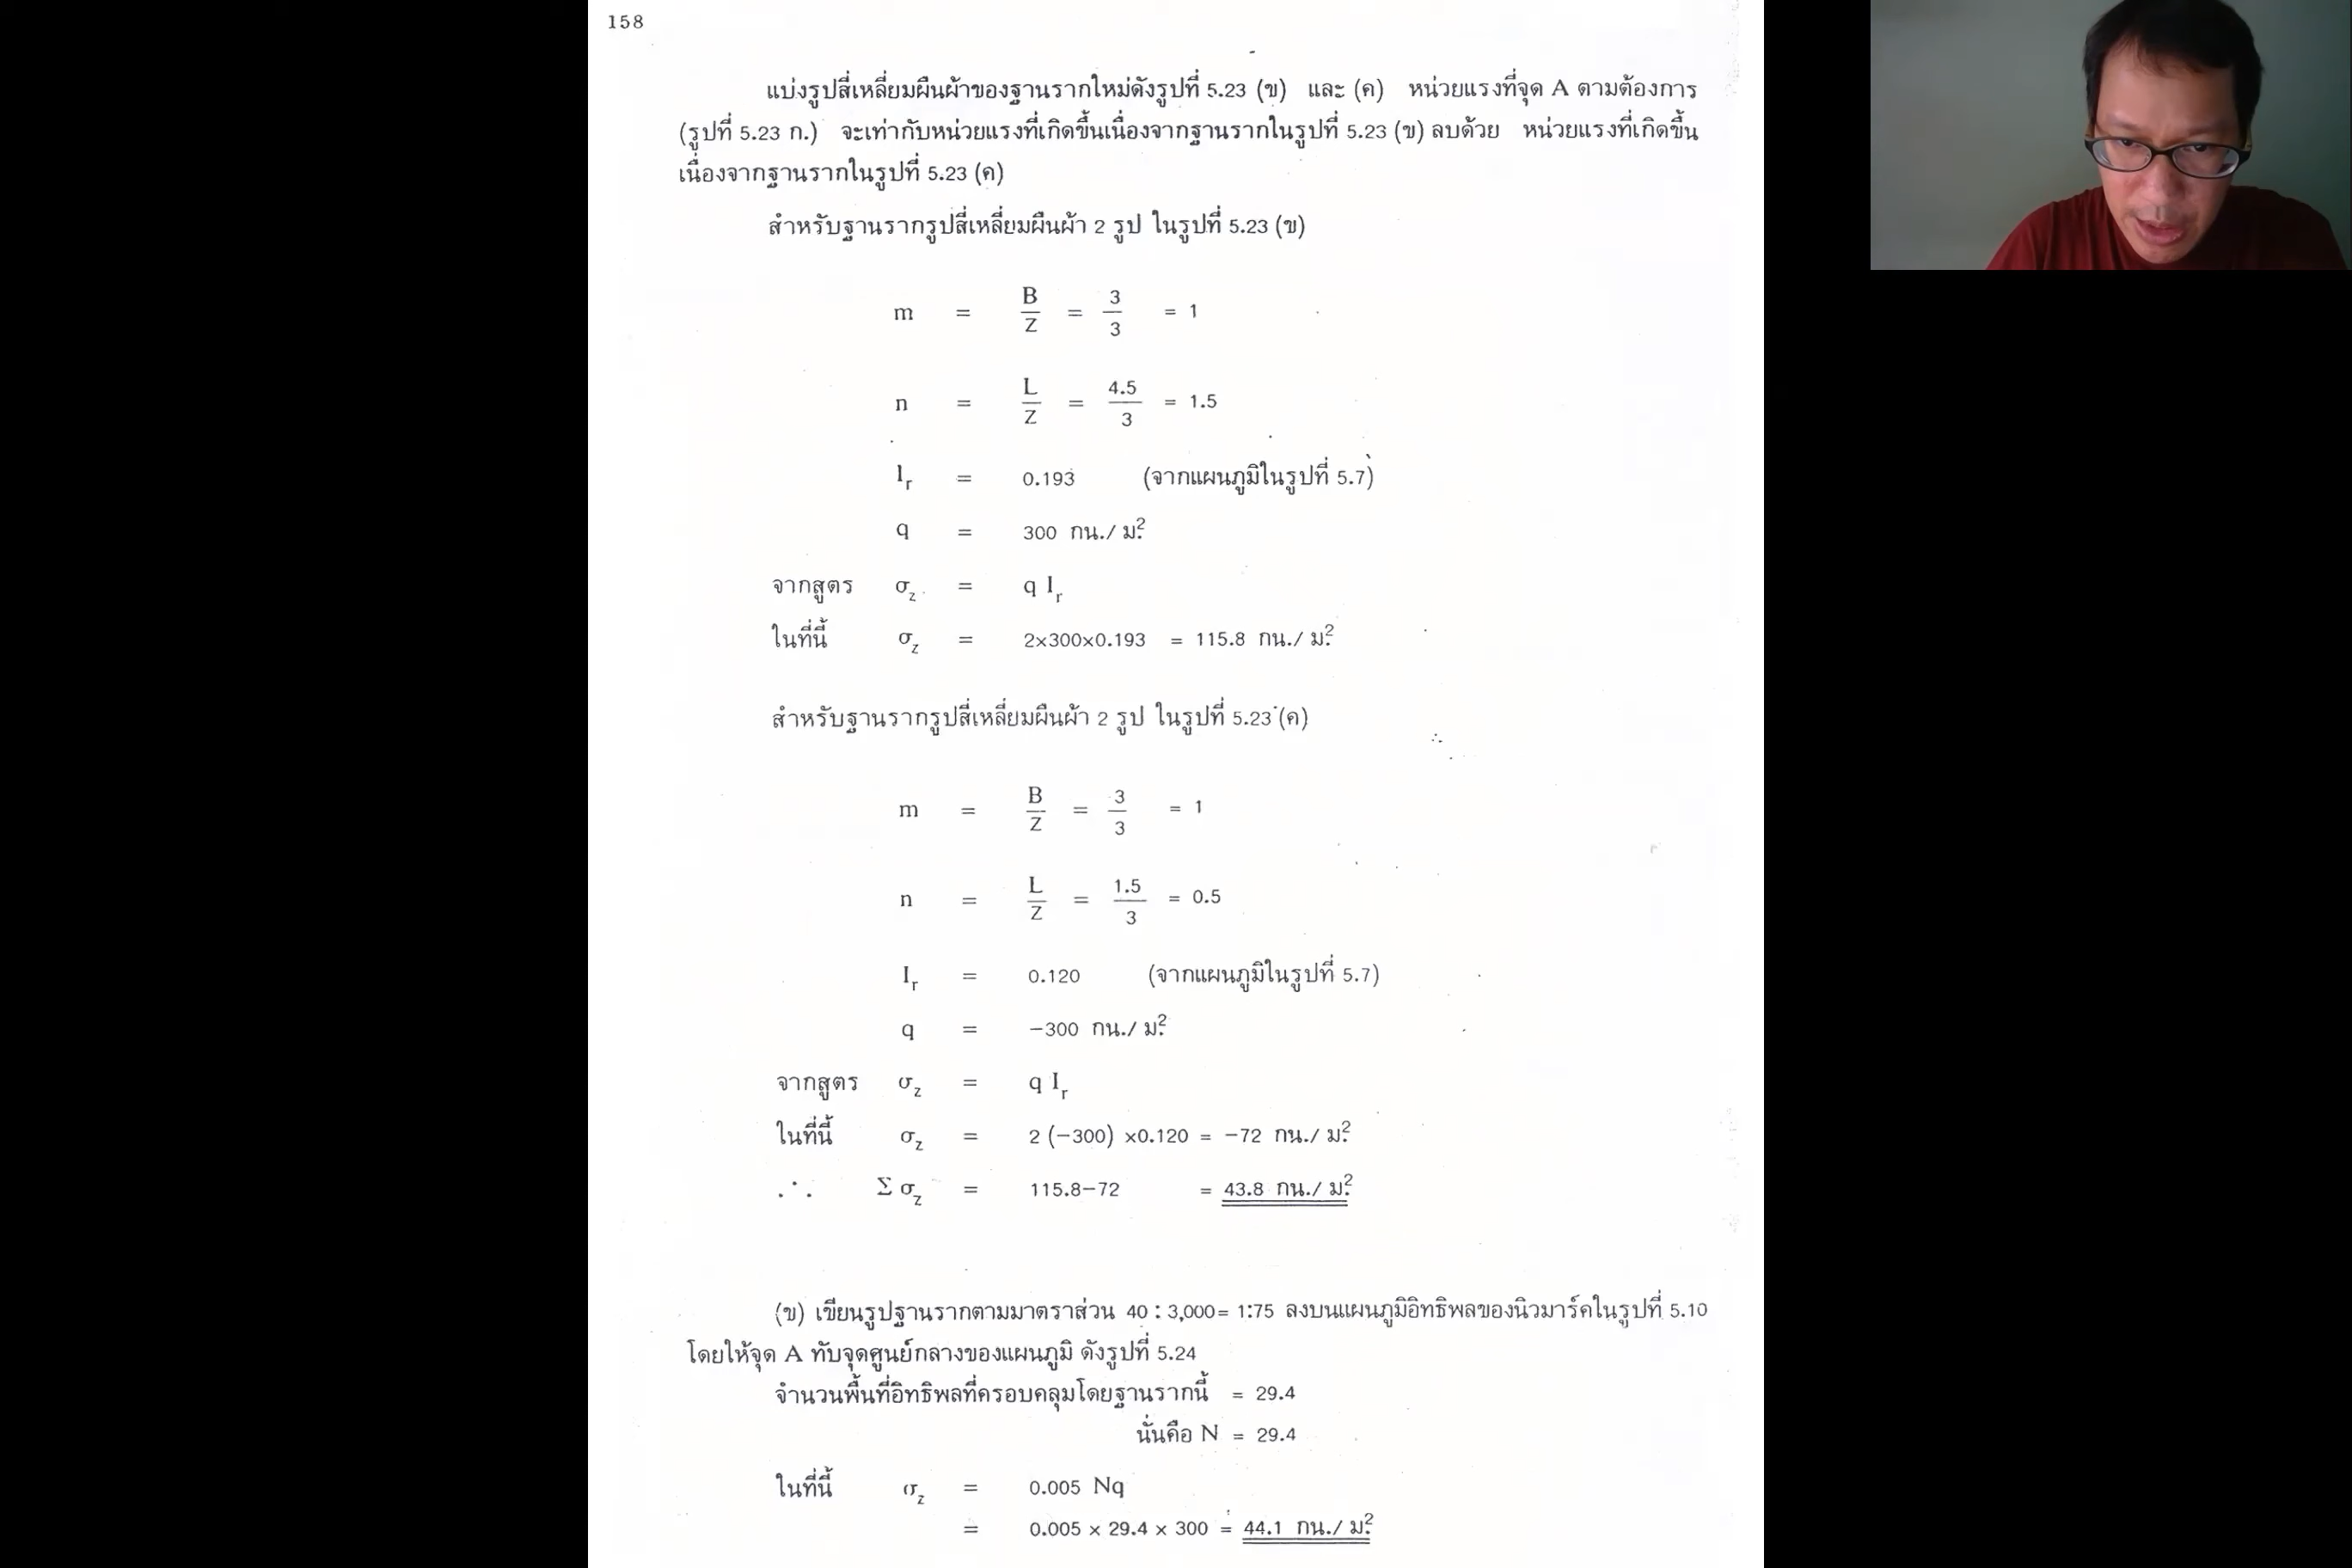 158
แบ่งรูปสี่เหลี่ยมผืนผ้าของฐานรากใหม่ดังรูปที่ 5.23 (ข) และ (ค) หน่วยแรงที่จุด A ตามต้องการ
(รูปที่ 5.23 ก.) จะเท่ากับหน่วยแรงที่เกิดขึ้นเนื่องจากฐานรากในรูปที่ 5.23 (ข) ลบด้วย หน่วยแรงที่เกิดขึ้น
เนื่องจากฐานรากในรูปที่ 5.23 (ค)
สำหรับฐานรากรูปสี่เหลี่ยมผืนผ้า 2 รูป ในรูปที่ 5.23 (ข)
m = B/Z = 3/3 = 1
n = L/Z = 4.5/3 = 1.5
I_r = 0.193 (จากแผนภูมิในรูปที่ 5.7)
q = 300 กน./ ม.²
จากสูตร σ_z = q I_r
ในที่นี้ σ_z = 2×300×0.193 = 115.8 กน./ ม.²
สำหรับฐานรากรูปสี่เหลี่ยมผืนผ้า 2 รูป ในรูปที่ 5.23 (ค)
m = B/Z = 3/3 = 1
n = L/Z = 1.5/3 = 0.5
I_r = 0.120 (จากแผนภูมิในรูปที่ 5.7)
q = −300 กน./ ม.²
จากสูตร σ_z = q I_r
ในที่นี้ σ_z = 2 (−300) ×0.120 = −72 กน./ ม.²
∴ Σ σ_z = 115.8−72 = 43.8 กน./ ม.²
(ข) เขียนรูปฐานรากตามมาตราส่วน 40 : 3,000= 1:75 ลงบนแผนภูมิอิทธิพลของนิวมาร์คในรูปที่ 5.10
โดยให้จุด A ทับจุดศูนย์กลางของแผนภูมิ ดังรูปที่ 5.24
จำนวนพื้นที่อิทธิพลที่ครอบคลุมโดยฐานรากนี้ = 29.4
นั่นคือ N = 29.4
ในที่นี้ σ_z = 0.005 Nq
= 0.005 × 29.4 × 300 = 44.1 กน./ ม.²